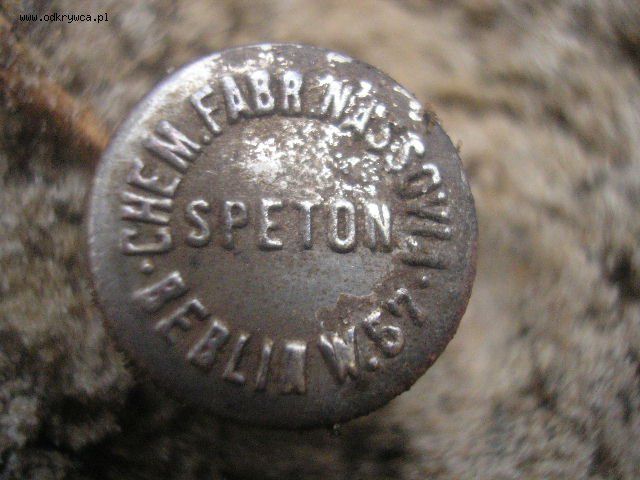 www.odkrywca.pl
CHEM. FABR NASSOVIA
SPETON
BERLIN W. 57